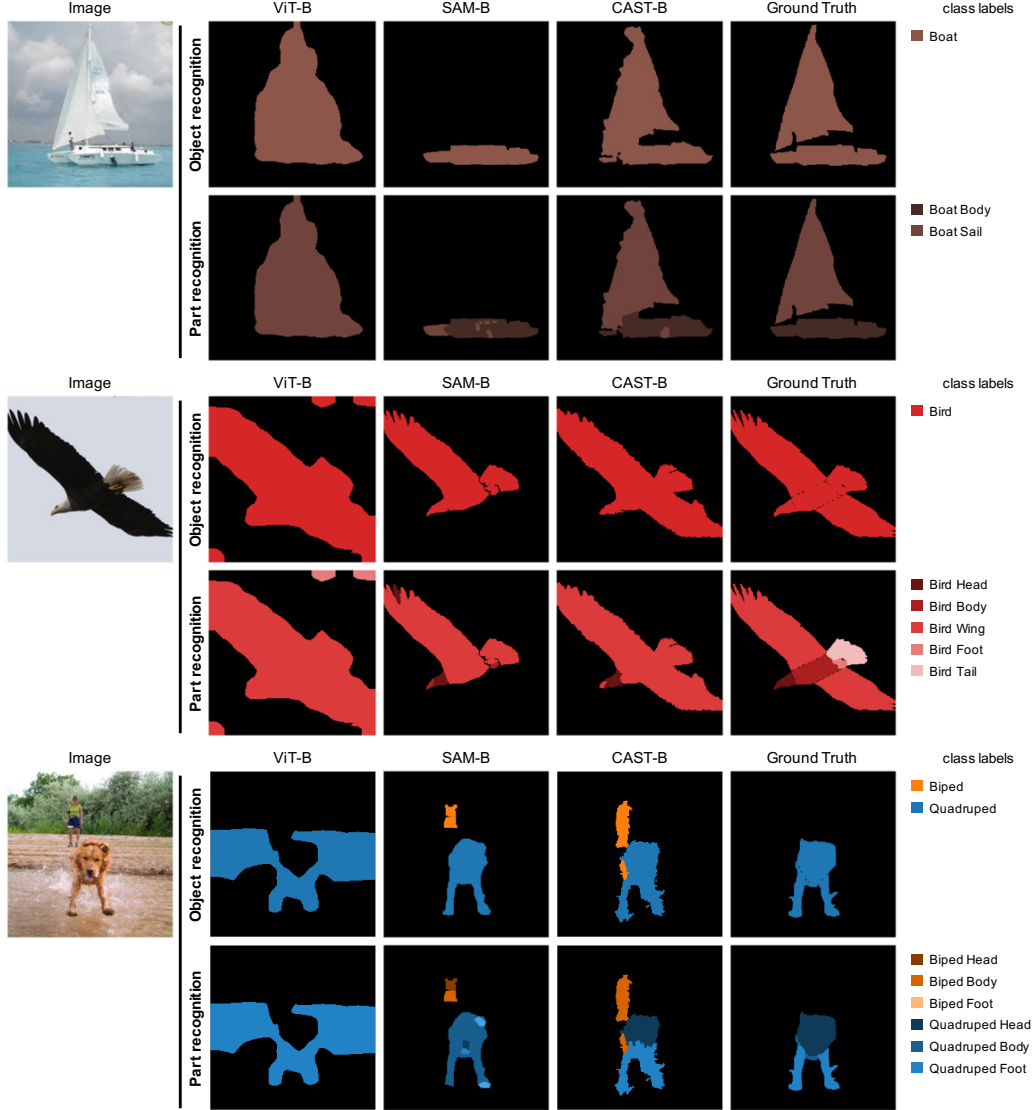 Image ViT-B SAM-B CAST-B Ground Truth class labels
Object recognition
Boat
Part recognition
Boat Body
Boat Sail
Image ViT-B SAM-B CAST-B Ground Truth class labels
Object recognition
Bird
Part recognition
Bird Head
Bird Body
Bird Wing
Bird Foot
Bird Tail
Image ViT-B SAM-B CAST-B Ground Truth class labels
Object recognition
Biped
Quadruped
Part recognition
Biped Head
Biped Body
Biped Foot
Quadruped Head
Quadruped Body
Quadruped Foot